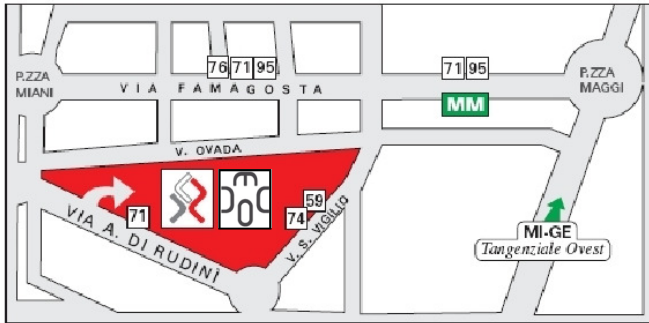 76 71 95
71 95
P.ZZA
MIANI
VIA FAMAGOSTA
P.ZZA
MAGGI
MM
V. OVADA
71
59
74
V. S. VIGILIO
VIA A. DI RUDINÌ
MI-GE
Tangenziale Ovest